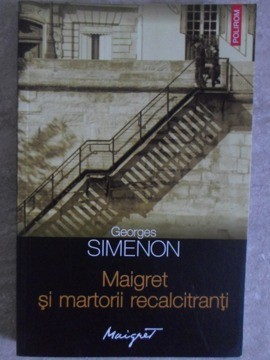 POLIROM
Georges
SIMENON
Maigret
și martorii recalcitranți
Maigret